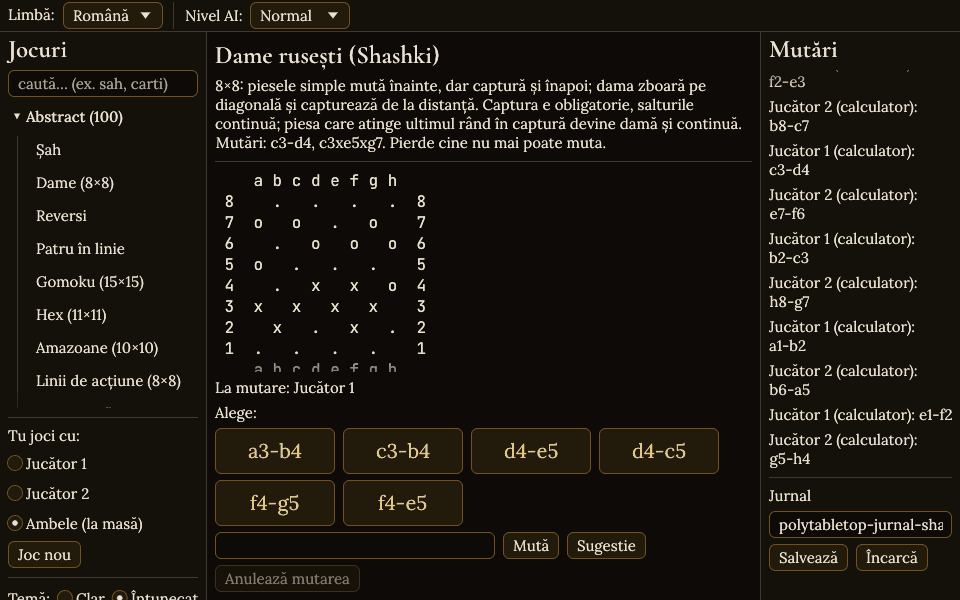 Limbă: Română ▼ Nivel AI: Normal ▼
Jocuri
caută... (ex. sah, carti)
▼ Abstract (100)
Șah
Dame (8×8)
Reversi
Patru în linie
Gomoku (15×15)
Hex (11×11)
Amazoane (10×10)
Linii de acțiune (8×8)
Tu joci cu:
Jucător 1
Jucător 2
Ambele (la masă)
Joc nou
Temă: Clar Întunecat
Dame rusești (Shashki)
8×8: piesele simple mută înainte, dar captură și înapoi; dama zboară pe
diagonală și capturează de la distanță. Captura e obligatorie, salturile
continuă; piesa care atinge ultimul rând în captură devine damă și continuă.
Mutări: c3-d4, c3xe5xg7. Pierde cine nu mai poate muta.
a b c d e f g h
8 . . . . 8
7 o o . o 7
6 . o o o 6
5 o . . . 5
4 . x x o 4
3 x x x x 3
2 x . x . 2
1 . . . . 1
a b c d e f g h
La mutare: Jucător 1
Alege:
a3-b4 c3-b4 d4-e5 d4-c5
f4-g5 f4-e5
Mută Sugestie
Anulează mutarea
Mutări
f2-e3
Jucător 2 (calculator):
b8-c7
Jucător 1 (calculator):
c3-d4
Jucător 2 (calculator):
e7-f6
Jucător 1 (calculator):
b2-c3
Jucător 2 (calculator):
h8-g7
Jucător 1 (calculator):
a1-b2
Jucător 2 (calculator):
b6-a5
Jucător 1 (calculator): e1-f2
Jucător 2 (calculator):
g5-h4
Jurnal
polytabletop-jurnal-sha
Salvează Încarcă